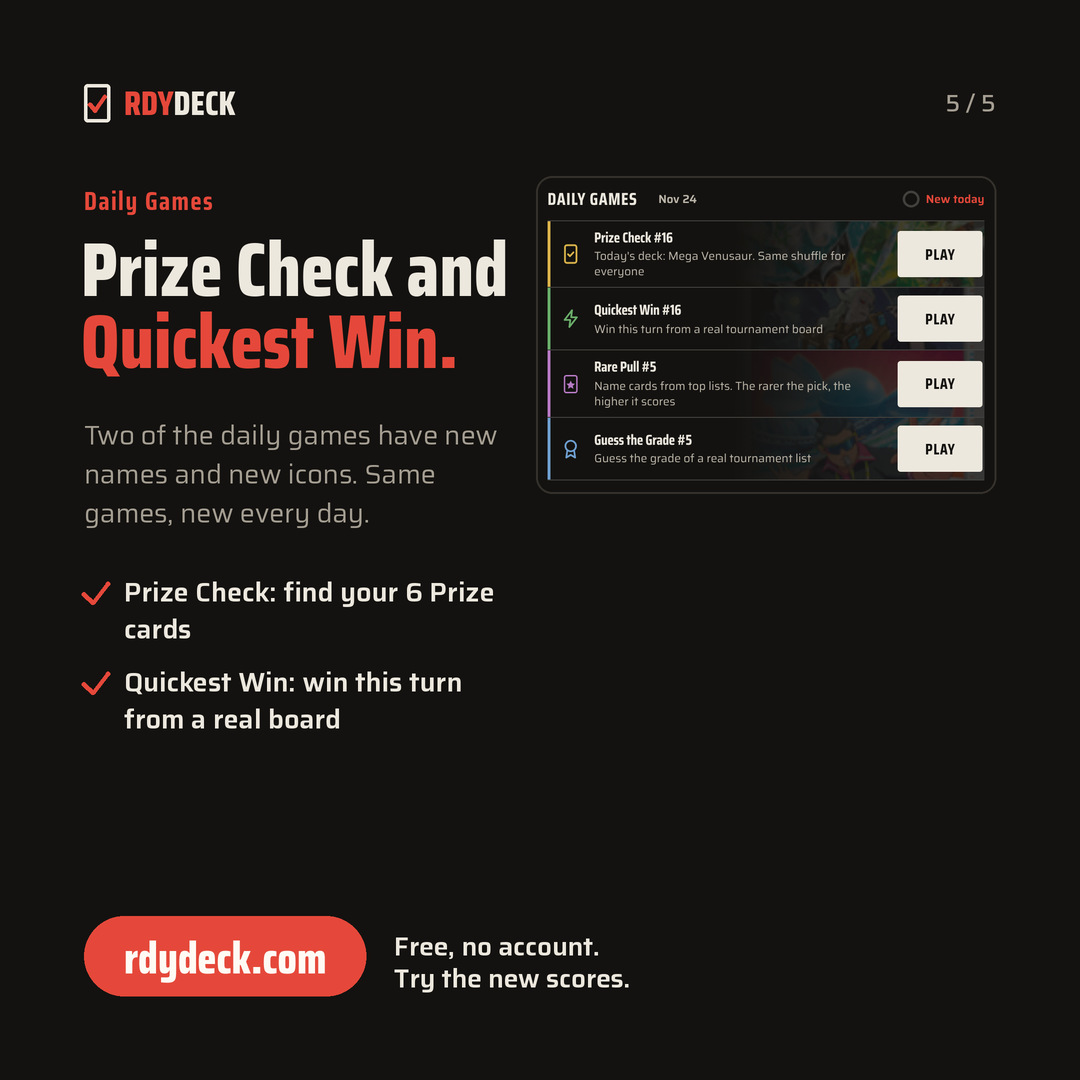 RDYDECK
5 / 5
Daily Games
Prize Check and
Quickest Win.
Two of the daily games have new
names and new icons. Same
games, new every day.
Prize Check: find your 6 Prize
cards
Quickest Win: win this turn
from a real board
DAILY GAMES Nov 24 New today
Prize Check #16
Today's deck: Mega Venusaur. Same shuffle for
everyone
PLAY
Quickest Win #16
Win this turn from a real tournament board
PLAY
Rare Pull #5
Name cards from top lists. The rarer the pick, the
higher it scores
PLAY
Guess the Grade #5
Guess the grade of a real tournament list
PLAY
rdydeck.com
Free, no account.
Try the new scores.